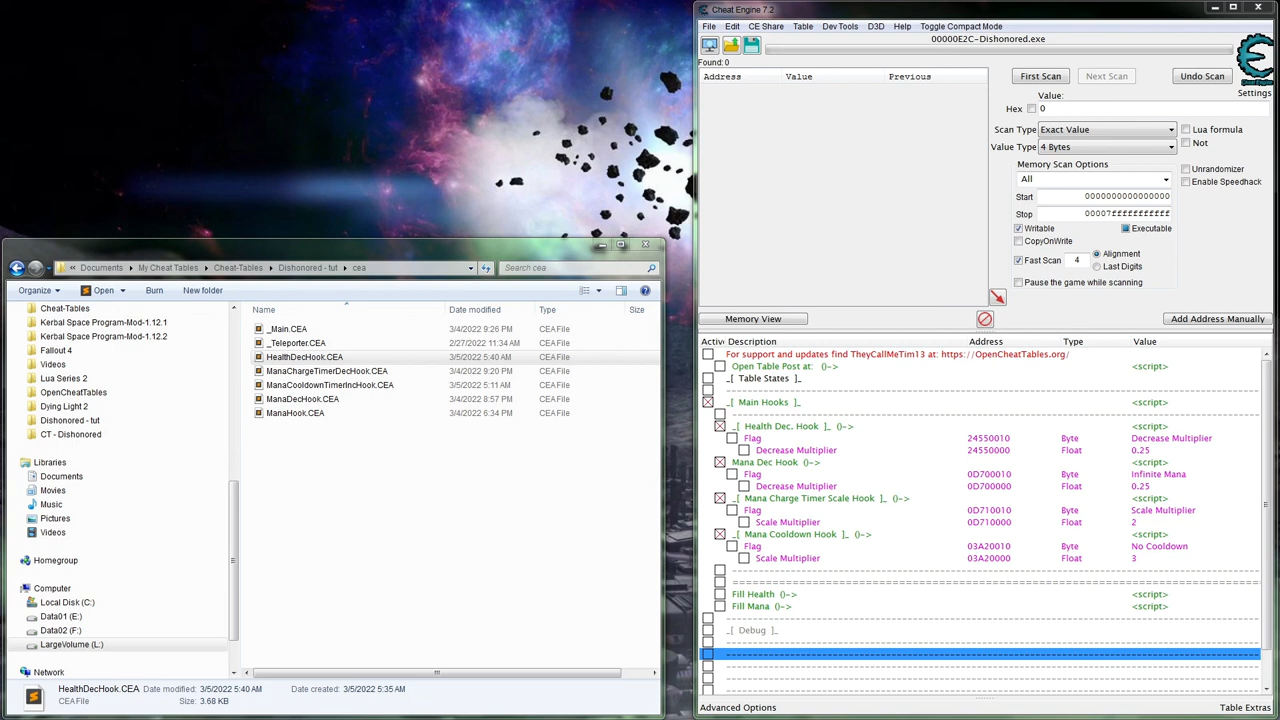 Cheat Engine 7.2
File Edit CE Share Table Dev Tools D3D Help Toggle Compact Mode
00000E2C-Dishonored.exe
Found: 0
Address Value Previous
First Scan Next Scan Undo Scan
Settings
Value:
Hex 0
Scan Type Exact Value
Value Type 4 Bytes
Lua formula
Not
Memory Scan Options
All
Unrandomizer
Enable Speedhack
Start 0000000000000000
Stop 00007fffffffffff
Writable Executable
CopyOnWrite
Fast Scan 4 Alignment
Last Digits
Pause the game while scanning
Memory View Add Address Manually
Active Description Address Type Value
For support and updates find TheyCallMeTim13 at: https://OpenCheatTables.org/
Open Table Post at: ()-> <script>
_[ Table States ]_
_[ Main Hooks ]_ <script>
_[ Health Dec. Hook ]_ ()-> <script>
Flag 24550010 Byte Decrease Multiplier
Decrease Multiplier 24550000 Float 0.25
Mana Dec Hook ()-> <script>
Flag 0D700010 Byte Infinite Mana
Decrease Multiplier 0D700000 Float 0.25
_[ Mana Charge Timer Scale Hook ]_ ()-> <script>
Flag 0D710010 Byte Scale Multiplier
Scale Multiplier 0D710000 Float 2
_[ Mana Cooldown Hook ]_ ()-> <script>
Flag 03A20010 Byte No Cooldown
Scale Multiplier 03A20000 Float 3
Fill Health ()-> <script>
Fill Mana ()-> <script>
_[ Debug ]_
Advanced Options Table Extras
« Documents My Cheat Tables Cheat-Tables Dishonored - tut cea Search cea
Organize Open Burn New folder
Cheat-Tables
Kerbal Space Program-Mod-1.12.1
Kerbal Space Program-Mod-1.12.2
Fallout 4
Videos
Lua Series 2
OpenCheatTables
Dying Light 2
Dishonored - tut
CT - Dishonored
Libraries
Documents
Movies
Music
Pictures
Videos
Homegroup
Computer
Local Disk (C:)
Data01 (E:)
Data02 (F:)
LargeVolume (L:)
Network
Name Date modified Type Size
_Main.CEA 3/4/2022 9:26 PM CEA File
_Teleporter.CEA 2/27/2022 11:34 AM CEA File
HealthDecHook.CEA 3/5/2022 5:40 AM CEA File
ManaChargeTimerDecHook.CEA 3/4/2022 9:20 PM CEA File
ManaCooldownTimerIncHook.CEA 3/5/2022 5:11 AM CEA File
ManaDecHook.CEA 3/4/2022 8:57 PM CEA File
ManaHook.CEA 3/4/2022 6:34 PM CEA File
HealthDecHook.CEA Date modified: 3/5/2022 5:40 AM Date created: 3/5/2022 5:36 AM
CEA File Size: 3.68 KB